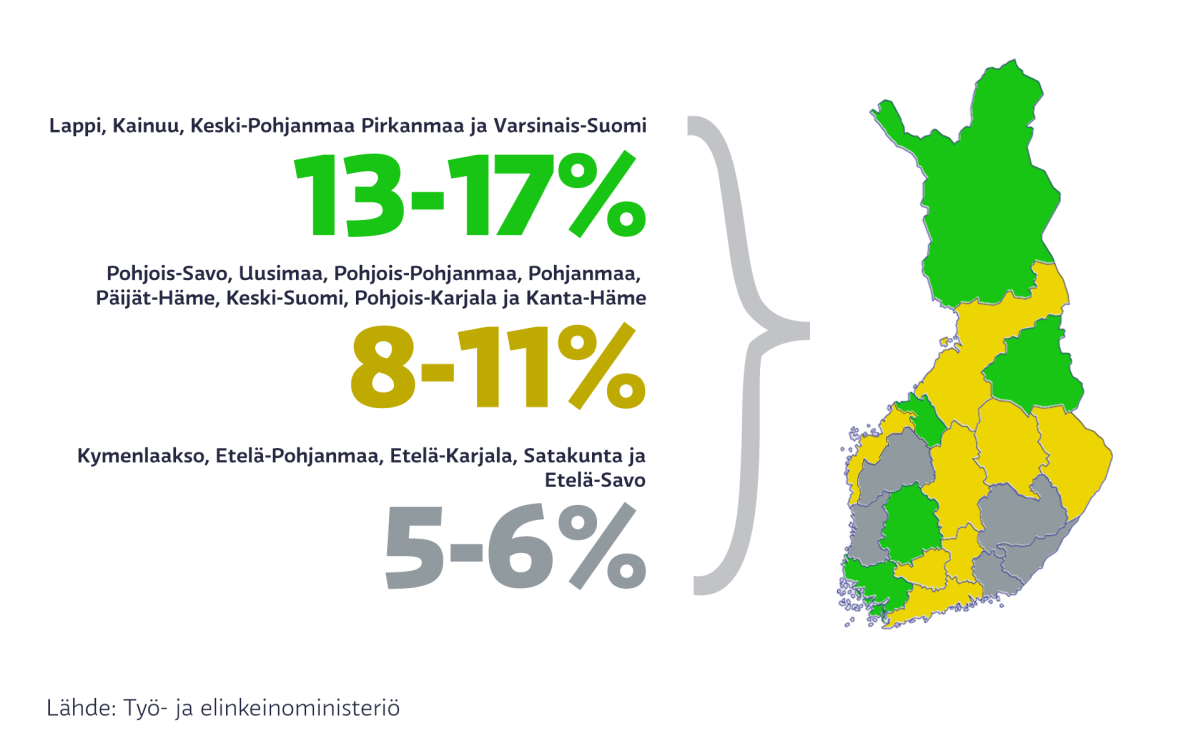 Lappi, Kainuu, Keski-Pohjanmaa Pirkanmaa ja Varsinais-Suomi
13-17%
Pohjois-Savo, Uusimaa, Pohjois-Pohjanmaa, Pohjanmaa,
Päijät-Häme, Keski-Suomi, Pohjois-Karjala ja Kanta-Häme
8-11%
Kymenlaakso, Etelä-Pohjanmaa, Etelä-Karjala, Satakunta ja
Etelä-Savo
5-6%
Lähde: Työ- ja elinkeinoministeriö